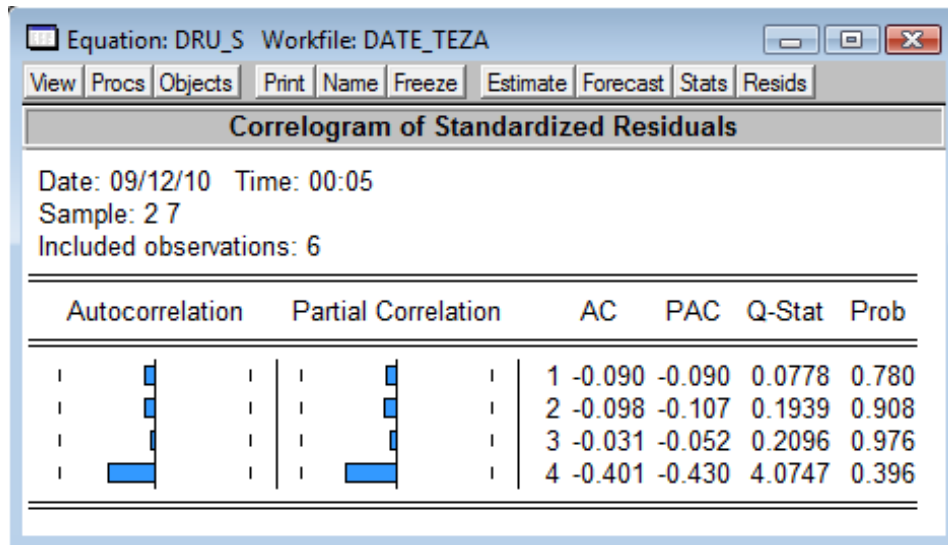 Equation: DRU_S Workfile: DATE_TEZA
View Procs Objects Print Name Freeze Estimate Forecast Stats Resids
Correlogram of Standardized Residuals
Date: 09/12/10 Time: 00:05
Sample: 2 7
Included observations: 6
Autocorrelation Partial Correlation AC PAC Q-Stat Prob
1 -0.090 -0.090 0.0778 0.780
2 -0.098 -0.107 0.1939 0.908
3 -0.031 -0.052 0.2096 0.976
4 -0.401 -0.430 4.0747 0.396